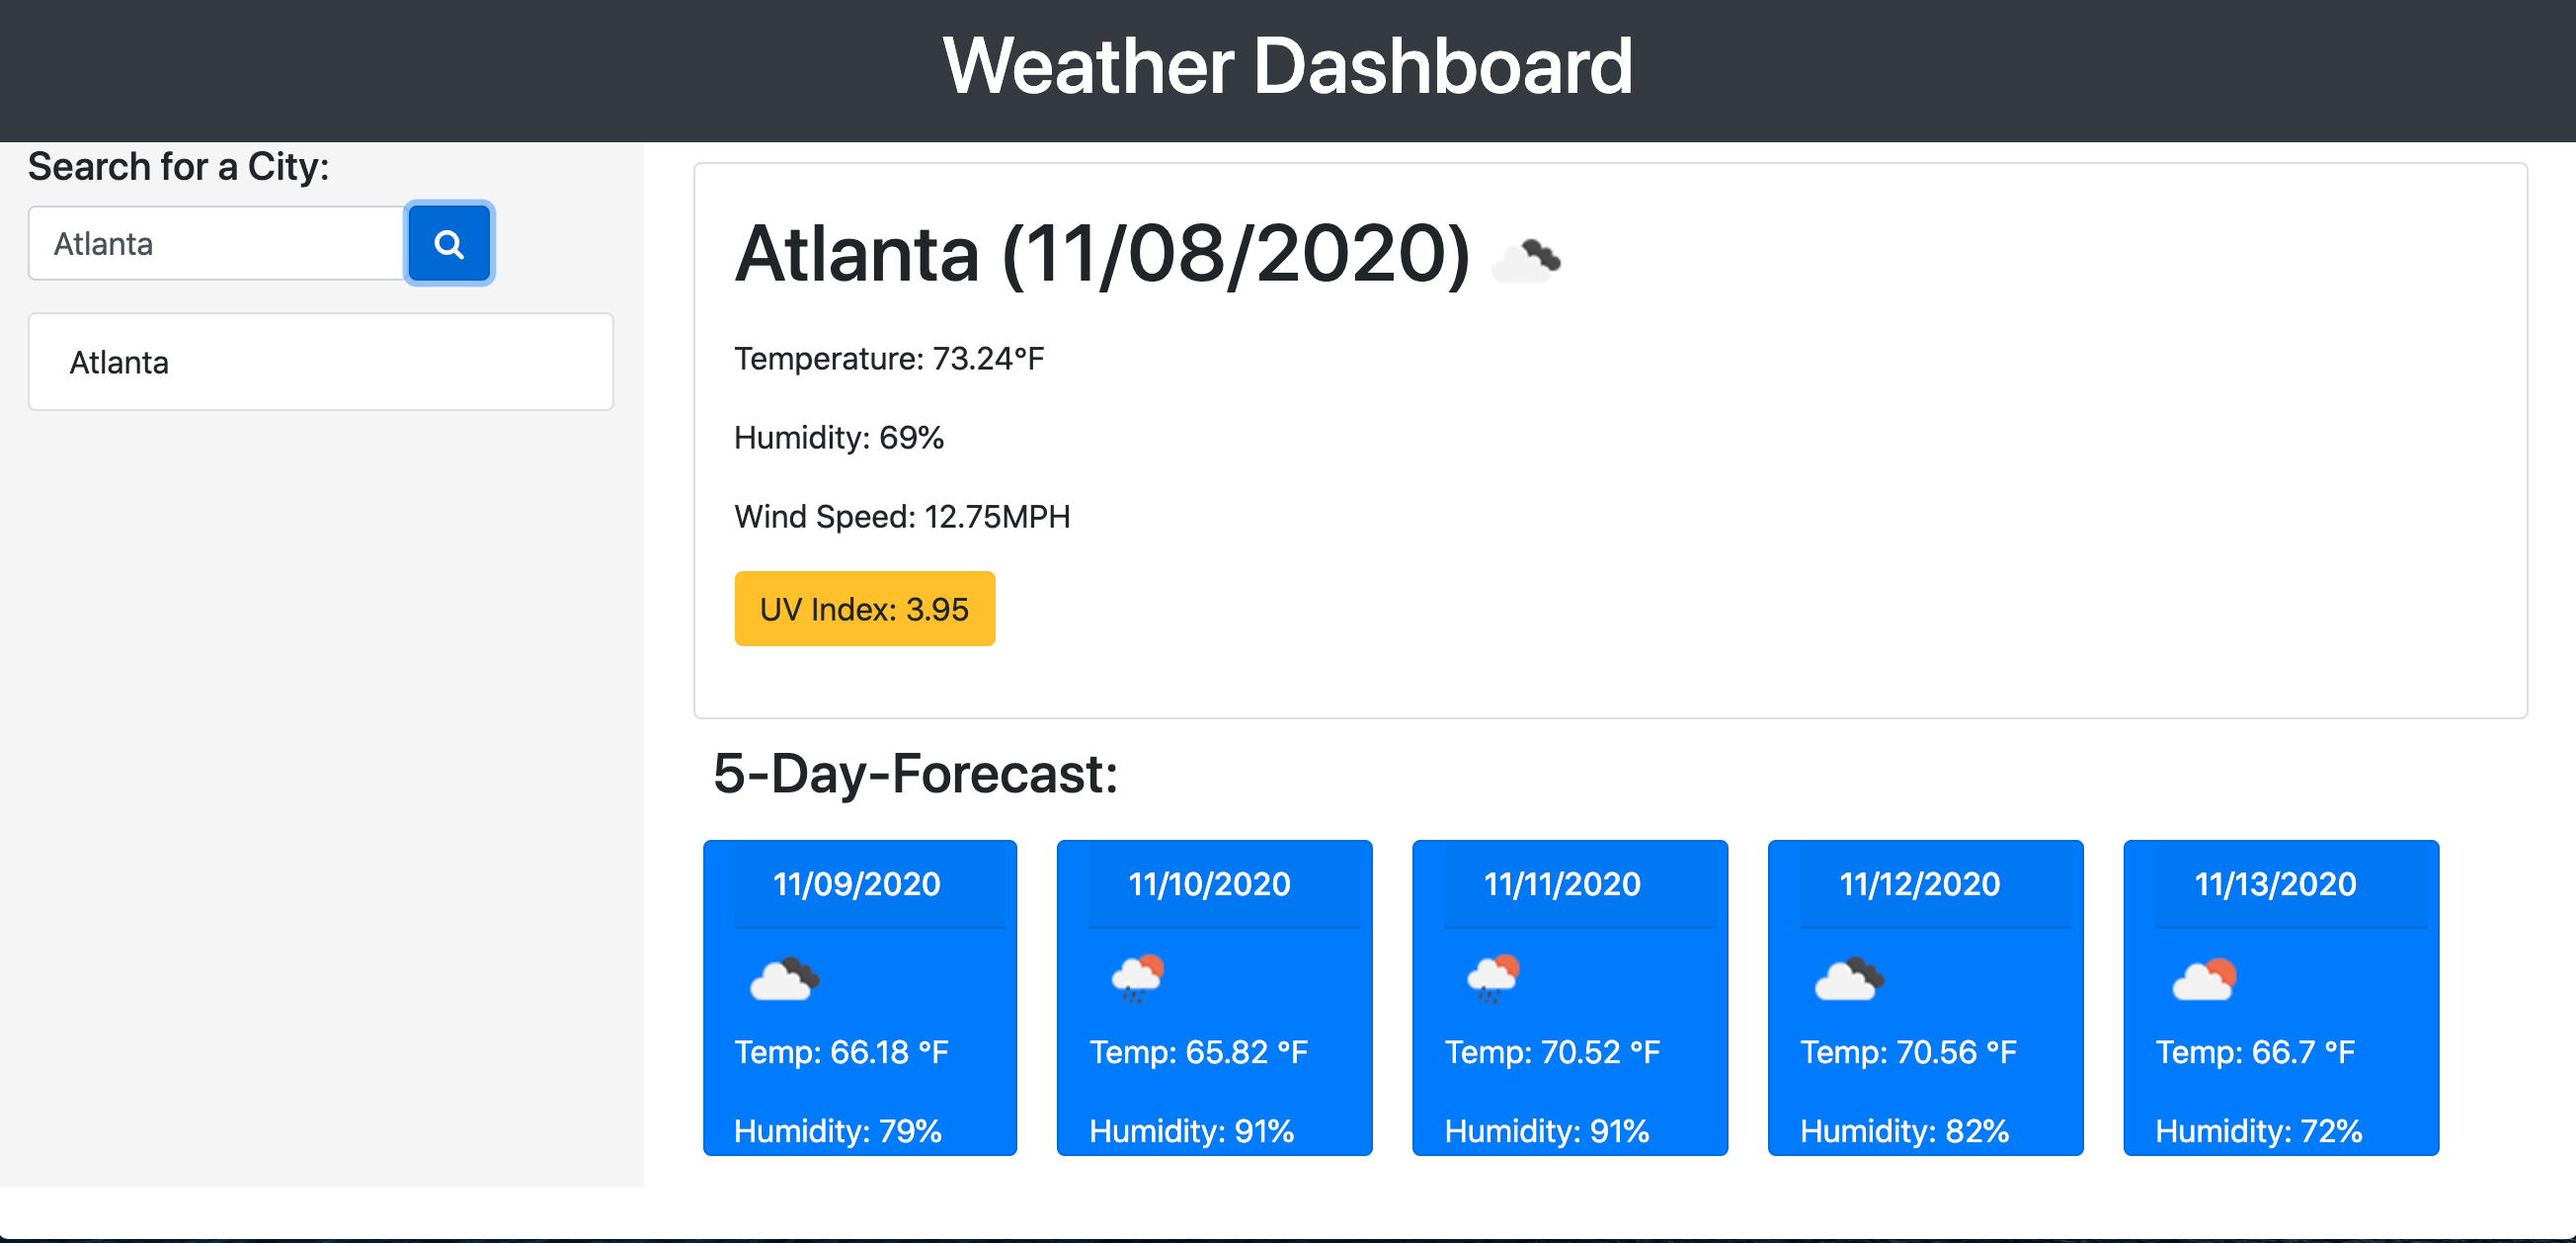 Weather Dashboard
Search for a City:
Atlanta
Atlanta
Atlanta (11/08/2020)
Temperature: 73.24°F
Humidity: 69%
Wind Speed: 12.75MPH
UV Index: 3.95
5-Day-Forecast:
11/09/2020
Temp: 66.18 °F
Humidity: 79%
11/10/2020
Temp: 65.82 °F
Humidity: 91%
11/11/2020
Temp: 70.52 °F
Humidity: 91%
11/12/2020
Temp: 70.56 °F
Humidity: 82%
11/13/2020
Temp: 66.7 °F
Humidity: 72%